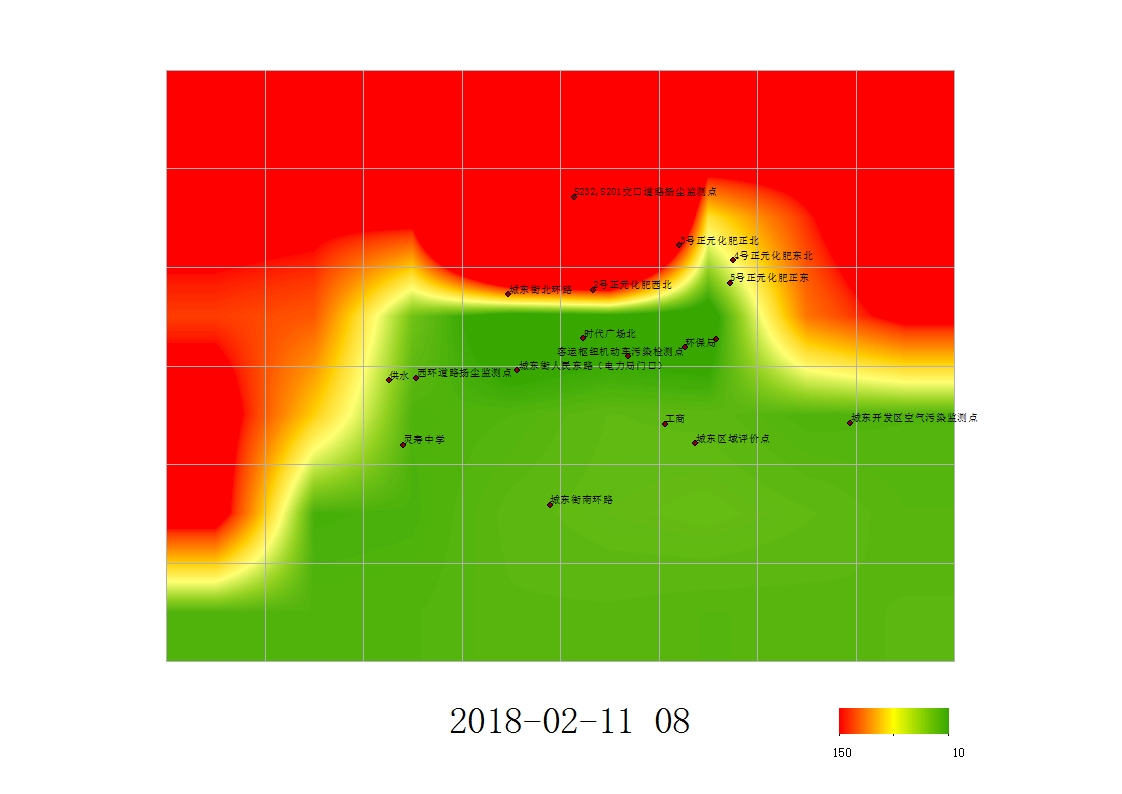 S232,S201交口道路扬尘监测点
3号正元化肥正北
4号正元化肥东北
5号正元化肥正东
2号正元化肥西北
城东街北环路
时代广场北
环保局
客运枢纽机动车污染检测点
城东街人民东路（电力局门口）
供水
西环道路扬尘监测点
工商
城东开发区空气污染监测点
灵寿中学
城东区域评价点
城东街南环路
2018-02-11 08
150 10